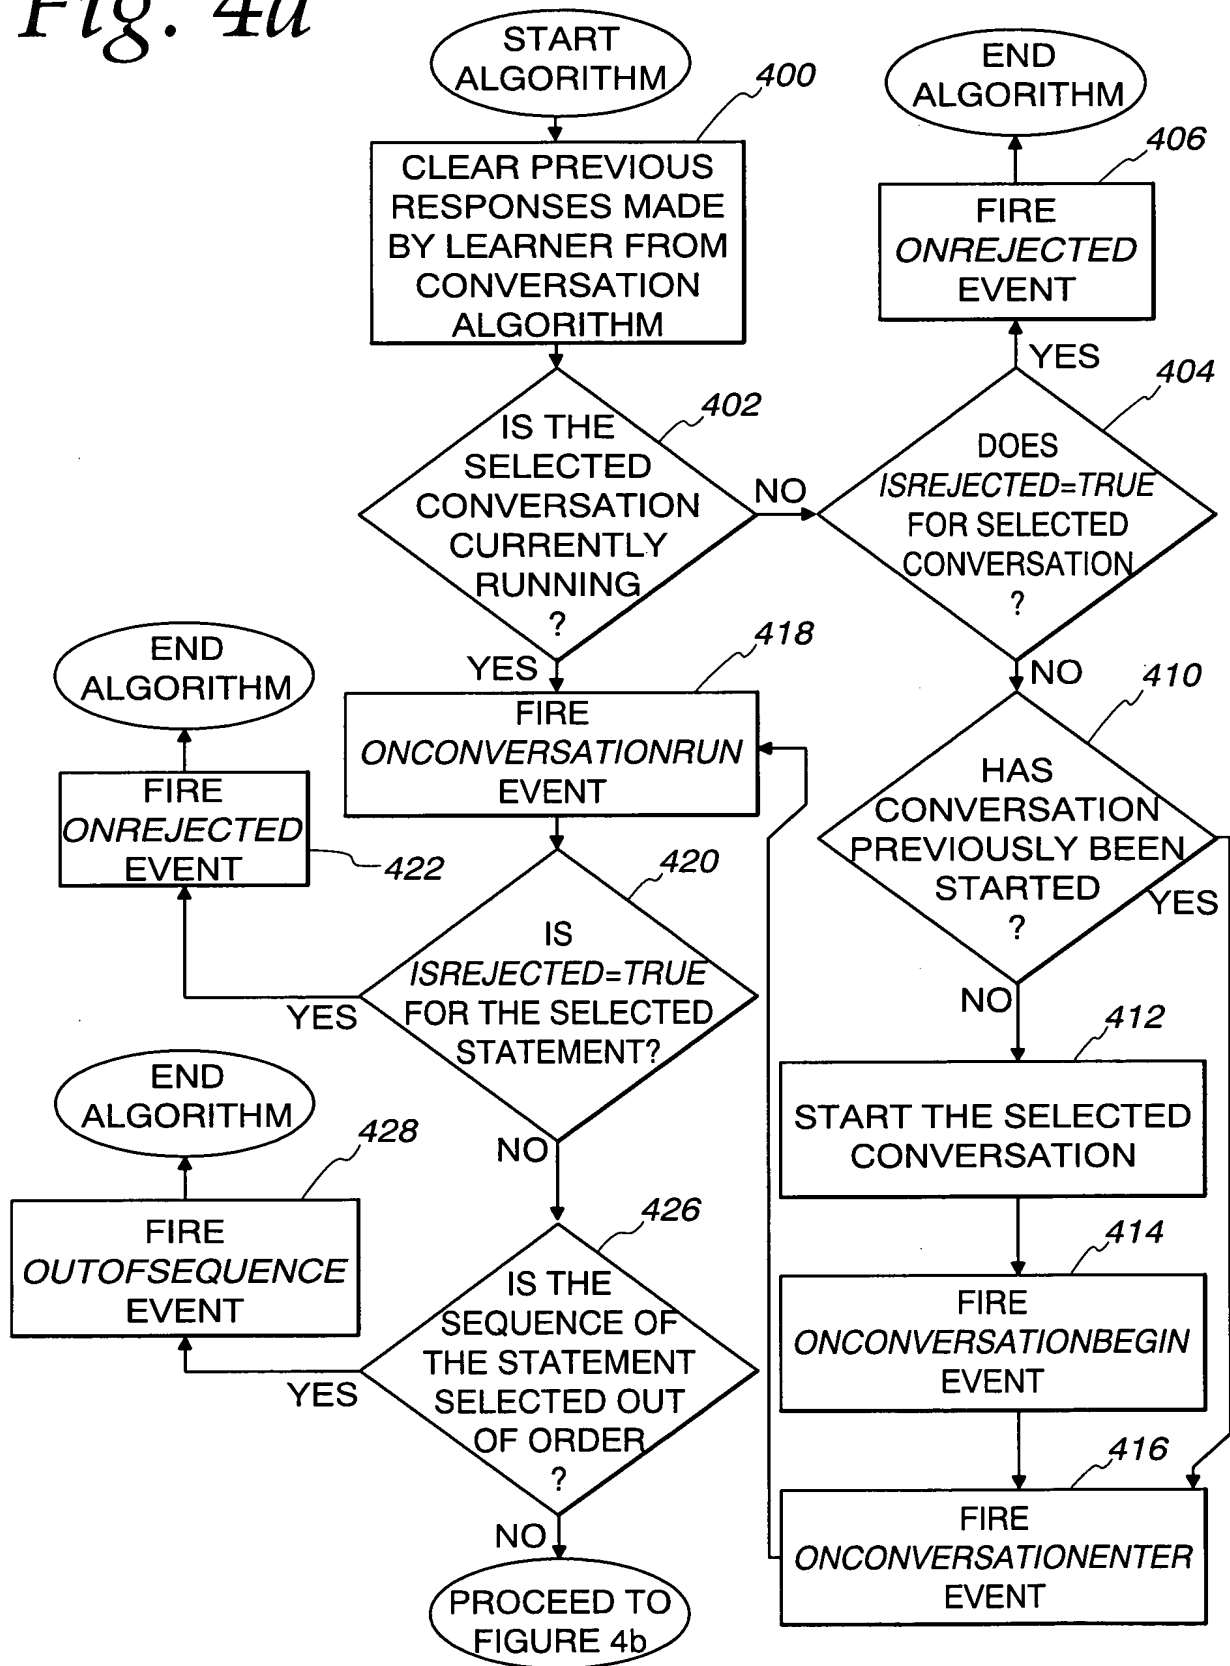 Fig. 4a
START
ALGORITHM
400
CLEAR PREVIOUS
RESPONSES MADE
BY LEARNER FROM
CONVERSATION
ALGORITHM
402
IS THE
SELECTED
CONVERSATION
CURRENTLY
RUNNING
?
NO
YES
END
ALGORITHM
406
FIRE
ONREJECTED
EVENT
YES
404
DOES
ISREJECTED=TRUE
FOR SELECTED
CONVERSATION
?
NO
410
HAS
CONVERSATION
PREVIOUSLY BEEN
STARTED
?
YES
NO
412
START THE SELECTED
CONVERSATION
414
FIRE
ONCONVERSATIONBEGIN
EVENT
416
FIRE
ONCONVERSATIONENTER
EVENT
418
FIRE
ONCONVERSATIONRUN
EVENT
420
IS
ISREJECTED=TRUE
FOR THE SELECTED
STATEMENT?
YES
NO
END
ALGORITHM
FIRE
ONREJECTED
EVENT
422
426
IS THE
SEQUENCE OF
THE STATEMENT
SELECTED OUT
OF ORDER
?
YES
NO
END
ALGORITHM
428
FIRE
OUTOFSEQUENCE
EVENT
PROCEED TO
FIGURE 4b